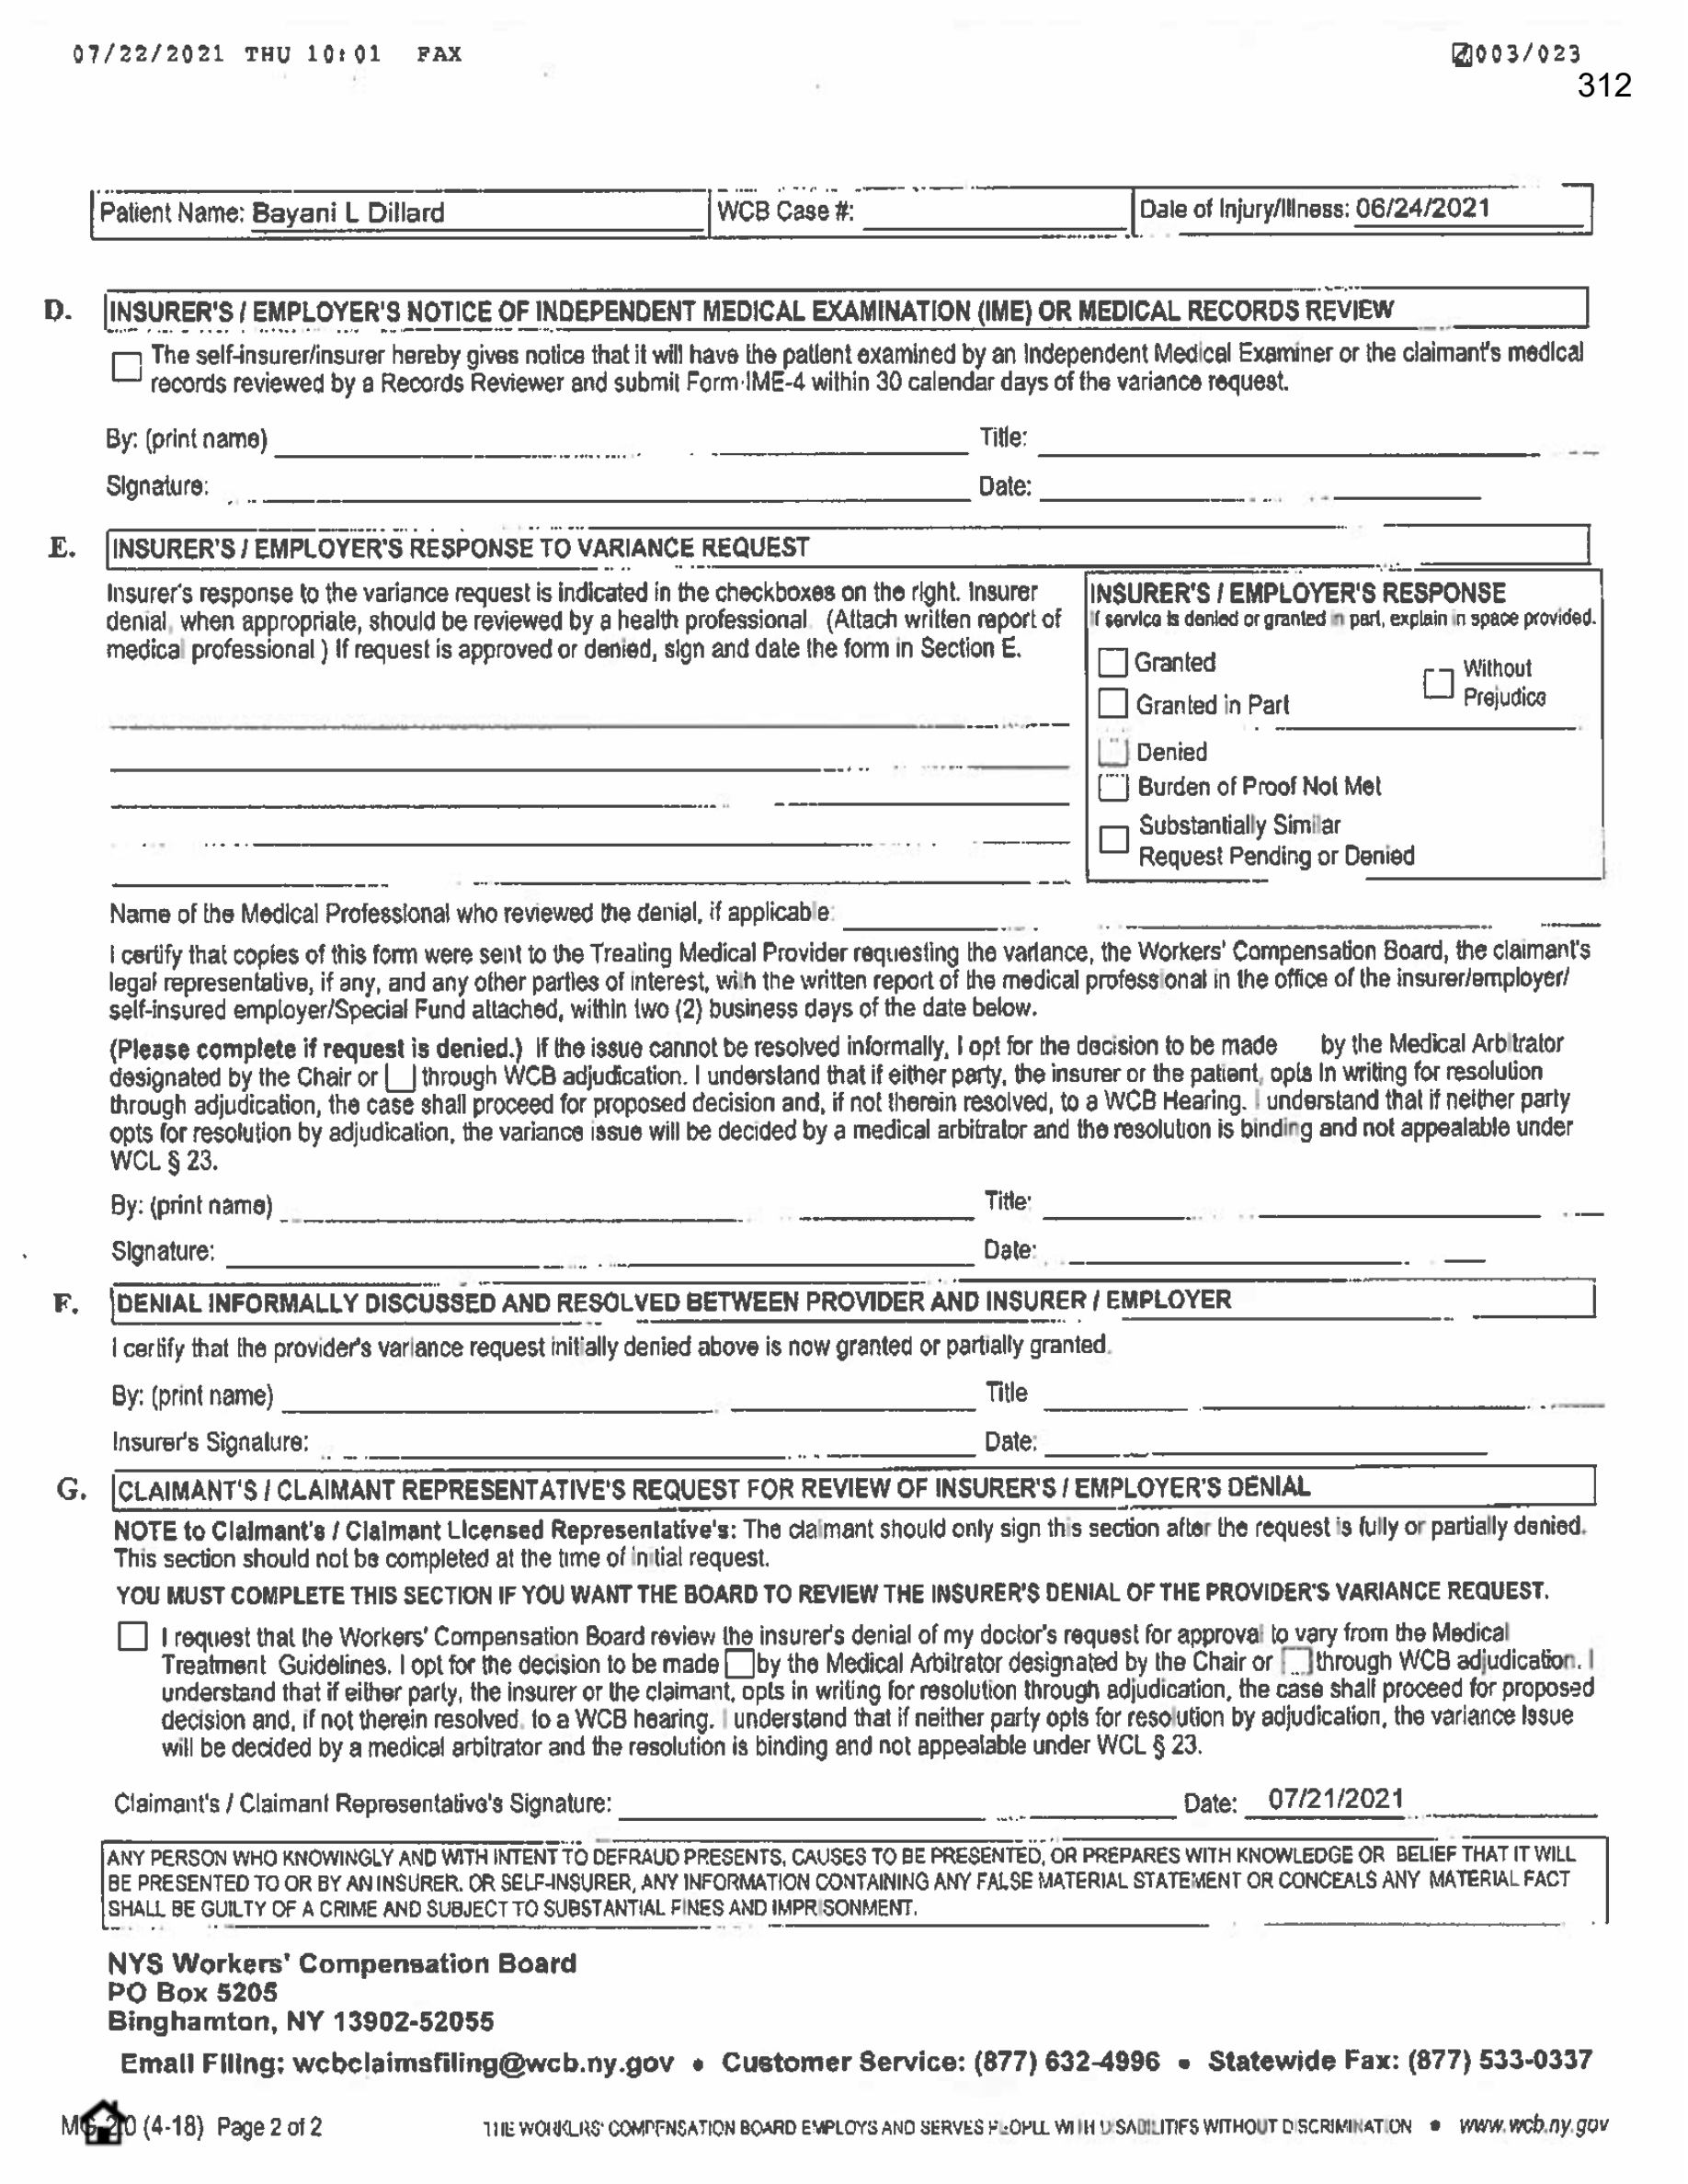 07/22/2021 THU 10:01 FAX 003/023
312
Patient Name: Bayani L Dillard WCB Case #: Date of Injury/Illness: 06/24/2021
D. INSURER'S / EMPLOYER'S NOTICE OF INDEPENDENT MEDICAL EXAMINATION (IME) OR MEDICAL RECORDS REVIEW
The self-insurer/insurer hereby gives notice that it will have the patient examined by an Independent Medical Examiner or the claimant's medical
records reviewed by a Records Reviewer and submit Form IME-4 within 30 calendar days of the variance request.
By: (print name) Title:
Signature: Date:
E. INSURER'S / EMPLOYER'S RESPONSE TO VARIANCE REQUEST
Insurer's response to the variance request is indicated in the checkboxes on the right. Insurer
denial, when appropriate, should be reviewed by a health professional. (Attach written report of
medical professional.) If request is approved or denied, sign and date the form in Section E.
INSURER'S / EMPLOYER'S RESPONSE
If service is denied or granted in part, explain in space provided.
Granted
Without
Prejudice
Granted in Part
Denied
Burden of Proof Not Met
Substantially Similar
Request Pending or Denied
Name of the Medical Professional who reviewed the denial, if applicable:
I certify that copies of this form were sent to the Treating Medical Provider requesting the variance, the Workers' Compensation Board, the claimant's
legal representative, if any, and any other parties of interest, with the written report of the medical professional in the office of the insurer/employer/
self-insured employer/Special Fund attached, within two (2) business days of the date below.
(Please complete if request is denied.) If the issue cannot be resolved informally, I opt for the decision to be made by the Medical Arbitrator
designated by the Chair or through WCB adjudication. I understand that if either party, the insurer or the patient, opts in writing for resolution
through adjudication, the case shall proceed for proposed decision and, if not therein resolved, to a WCB Hearing. I understand that if neither party
opts for resolution by adjudication, the variance issue will be decided by a medical arbitrator and the resolution is binding and not appealable under
WCL § 23.
By: (print name) Title:
Signature: Date:
F. DENIAL INFORMALLY DISCUSSED AND RESOLVED BETWEEN PROVIDER AND INSURER / EMPLOYER
I certify that the provider's variance request initially denied above is now granted or partially granted.
By: (print name) Title
Insurer's Signature: Date:
G. CLAIMANT'S / CLAIMANT REPRESENTATIVE'S REQUEST FOR REVIEW OF INSURER'S / EMPLOYER'S DENIAL
NOTE to Claimant's / Claimant Licensed Representative's: The claimant should only sign this section after the request is fully or partially denied.
This section should not be completed at the time of initial request.
YOU MUST COMPLETE THIS SECTION IF YOU WANT THE BOARD TO REVIEW THE INSURER'S DENIAL OF THE PROVIDER'S VARIANCE REQUEST.
I request that the Workers' Compensation Board review the insurer's denial of my doctor's request for approval to vary from the Medical
Treatment Guidelines. I opt for the decision to be made by the Medical Arbitrator designated by the Chair or through WCB adjudication. I
understand that if either party, the insurer or the claimant, opts in writing for resolution through adjudication, the case shall proceed for proposed
decision and, if not therein resolved, to a WCB hearing. I understand that if neither party opts for resolution by adjudication, the variance issue
will be decided by a medical arbitrator and the resolution is binding and not appealable under WCL § 23.
Claimant's / Claimant Representative's Signature: Date: 07/21/2021
ANY PERSON WHO KNOWINGLY AND WITH INTENT TO DEFRAUD PRESENTS, CAUSES TO BE PRESENTED, OR PREPARES WITH KNOWLEDGE OR BELIEF THAT IT WILL
BE PRESENTED TO OR BY AN INSURER, OR SELF-INSURER, ANY INFORMATION CONTAINING ANY FALSE MATERIAL STATEMENT OR CONCEALS ANY MATERIAL FACT
SHALL BE GUILTY OF A CRIME AND SUBJECT TO SUBSTANTIAL FINES AND IMPRISONMENT.
NYS Workers' Compensation Board
PO Box 5205
Binghamton, NY 13902-52055
Email Filing: wcbclaimsfiling@wcb.ny.gov • Customer Service: (877) 632-4996 • Statewide Fax: (877) 533-0337
MG-2.0 (4-18) Page 2 of 2 THE WORKERS' COMPENSATION BOARD EMPLOYS AND SERVES PEOPLE WITH DISABILITIES WITHOUT DISCRIMINATION • www.wcb.ny.gov